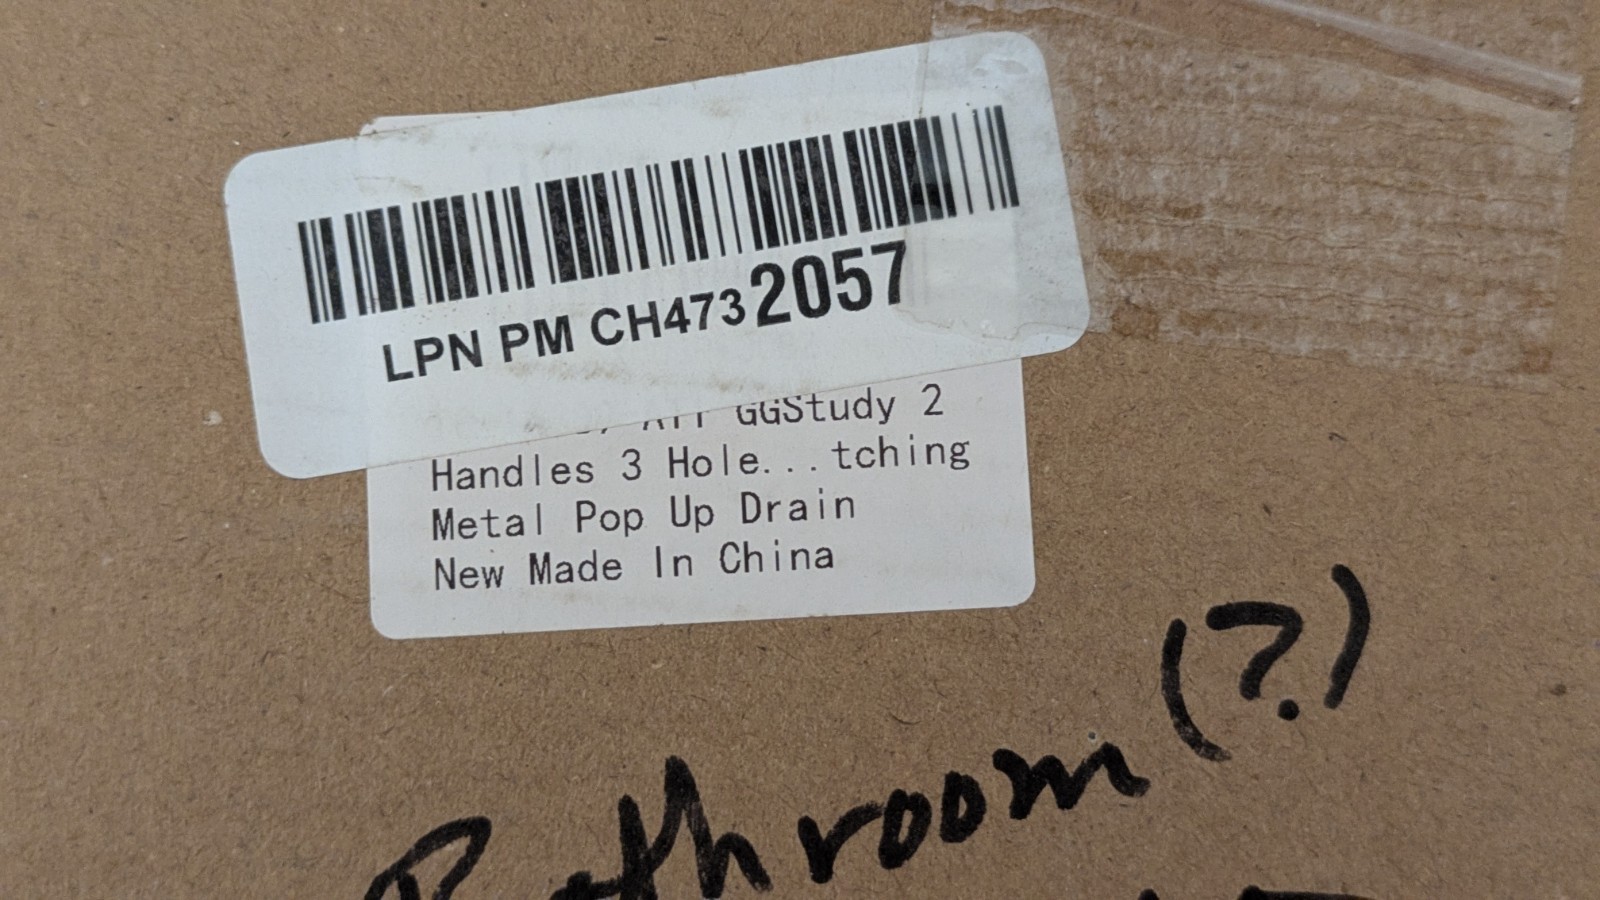 LPN PM CH4732057
GGStudy 2
Handles 3 Hole...tching
Metal Pop Up Drain
New Made In China
Bathroom (?)